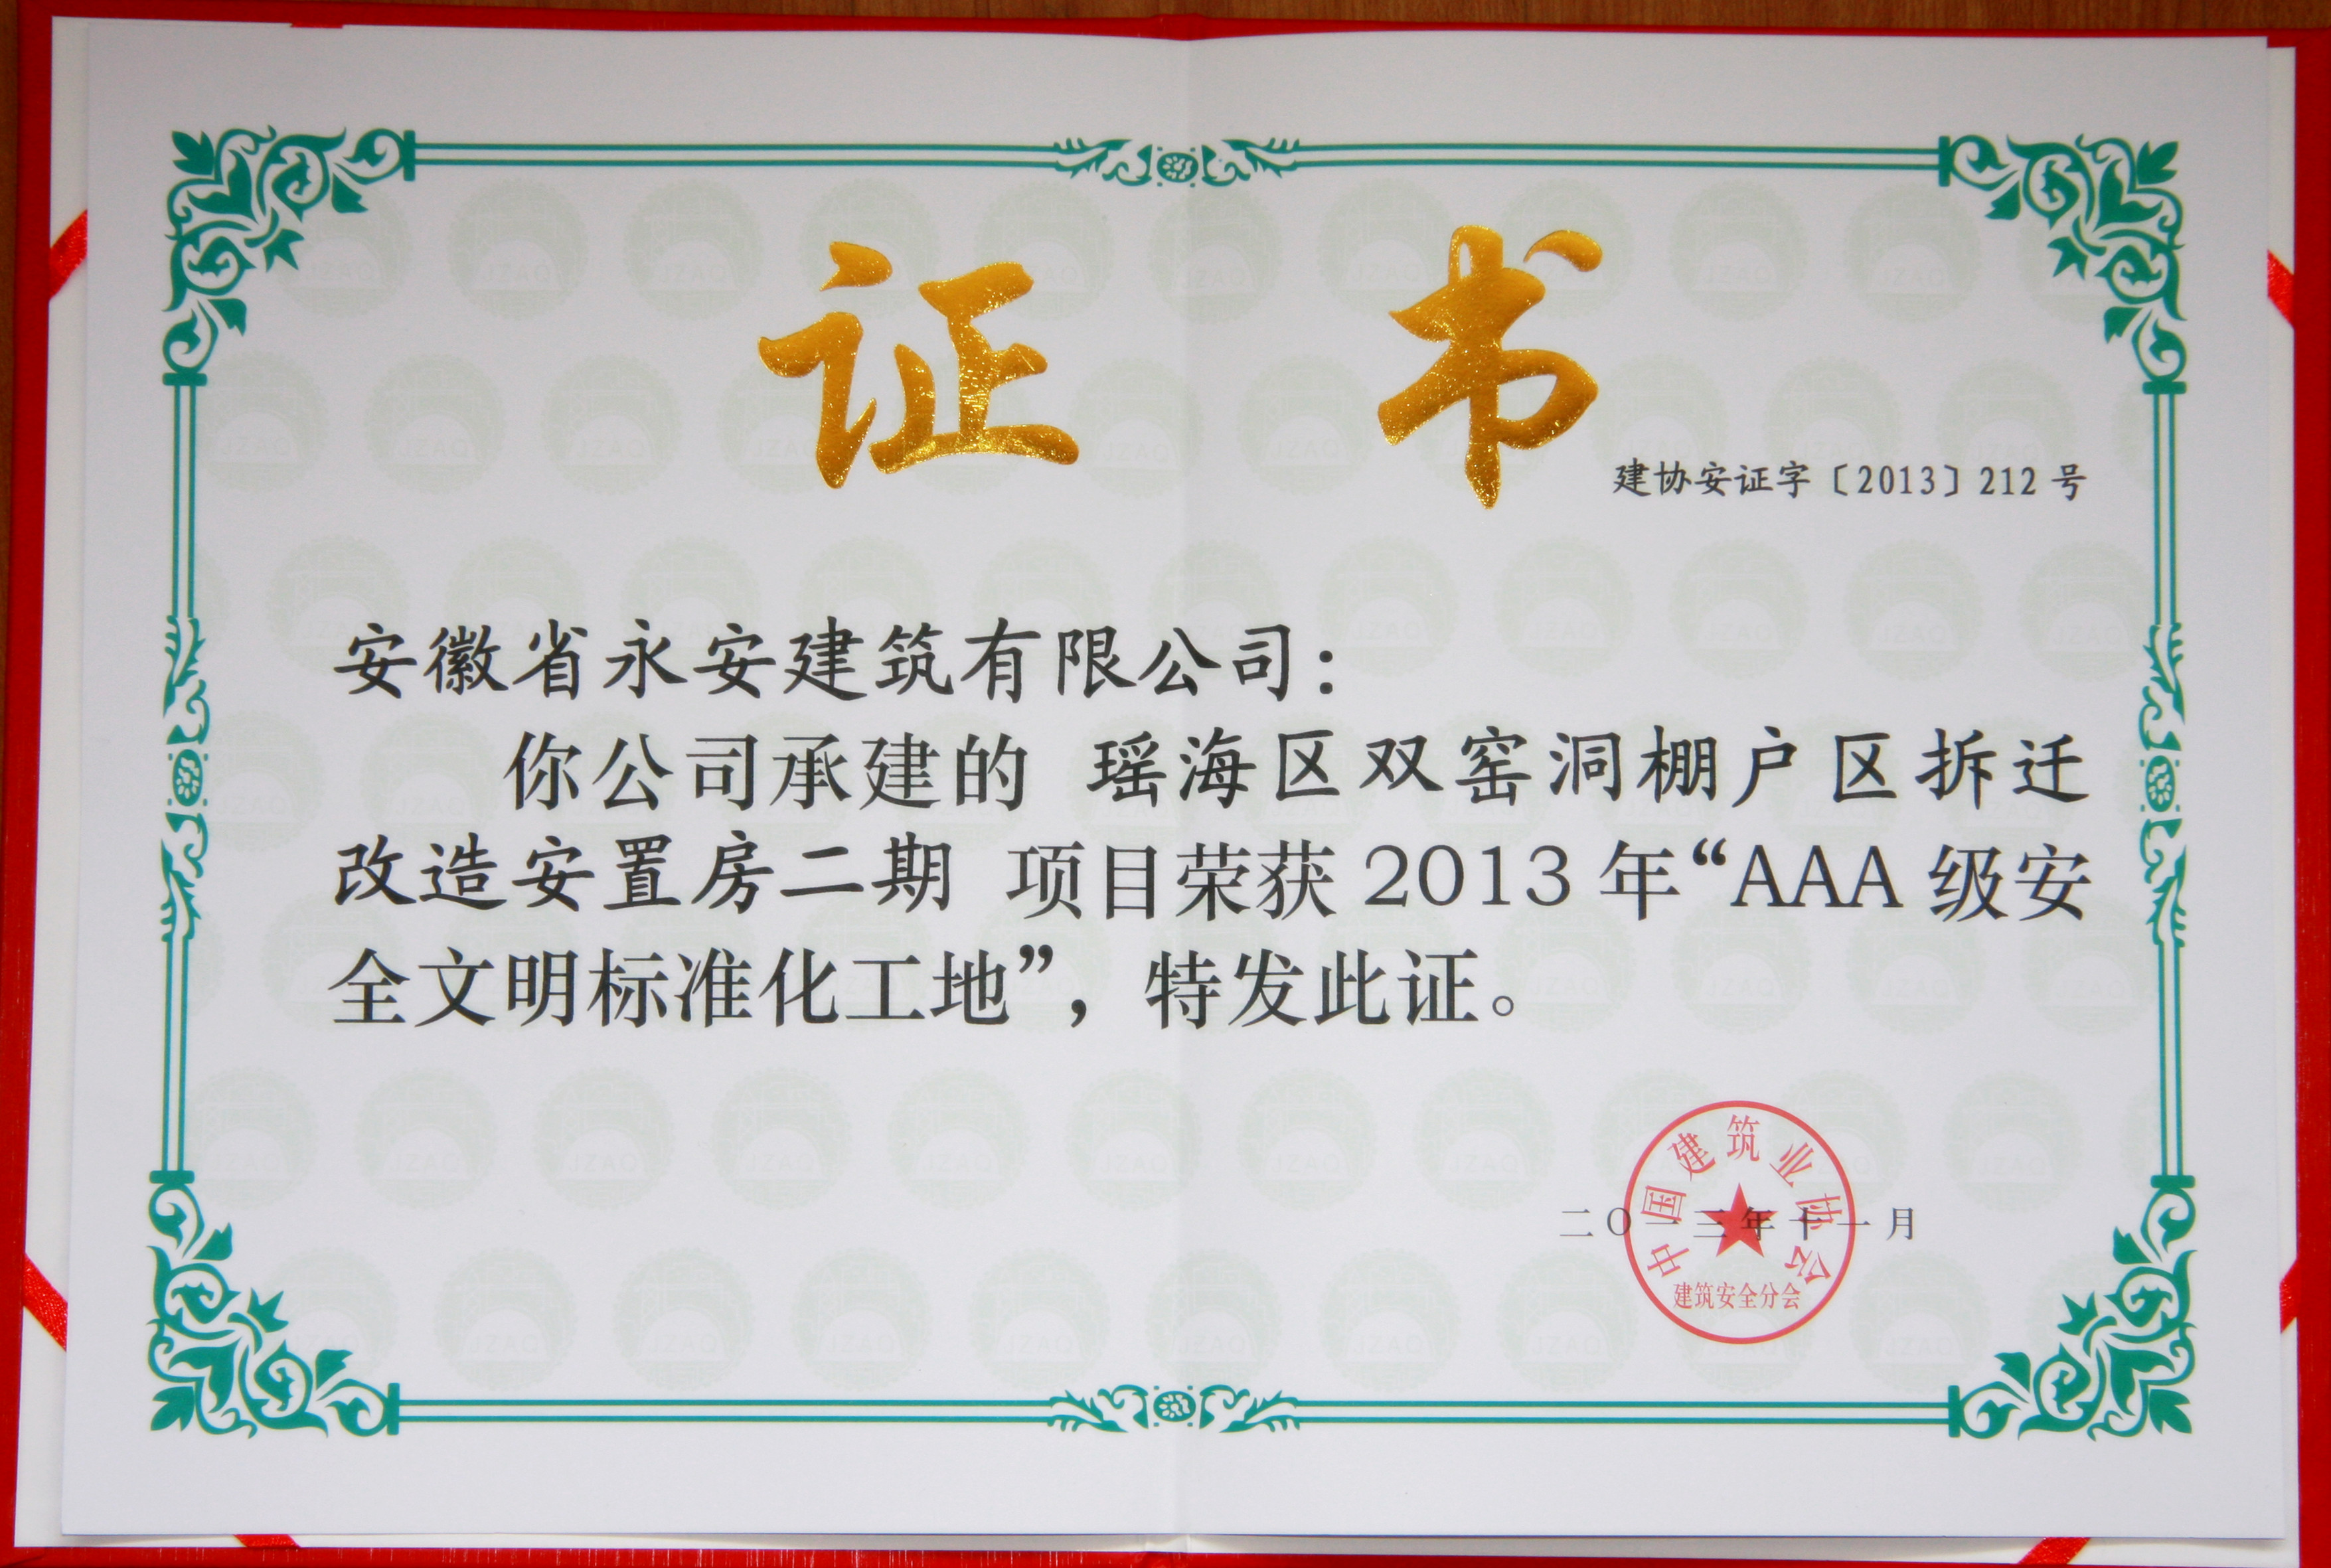 证书
建协安证字〔2013〕212号
安徽省永安建筑有限公司：
你公司承建的 瑶海区双窑洞棚户区拆迁
改造安置房二期 项目荣获2013年“AAA级安
全文明标准化工地”，特发此证。
中国建筑业协会
二〇一三年十一月
建筑安全分会